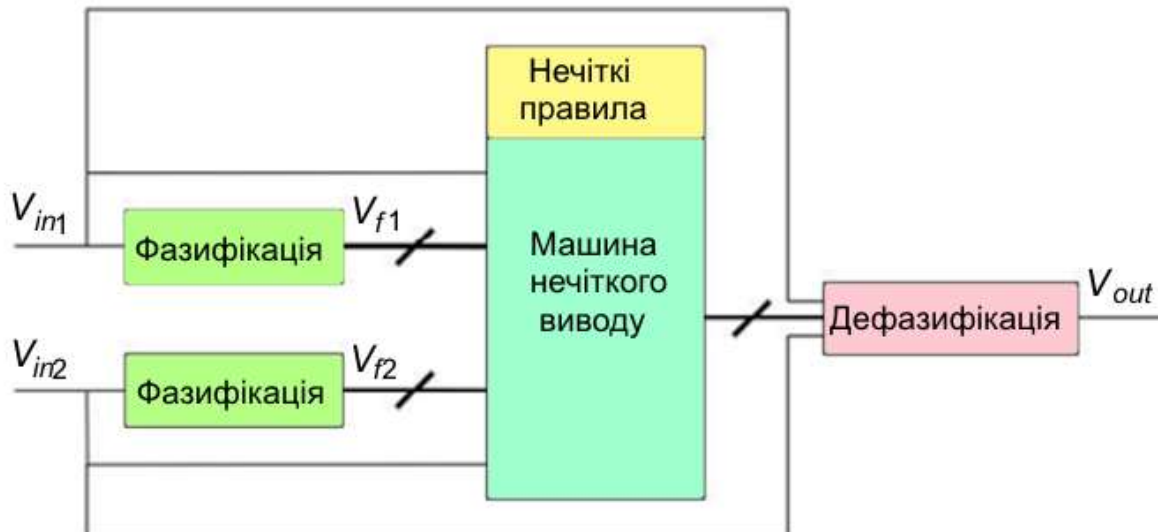 Нечіткі
правила
V_in1
V_f1
Фазифікація
Машина
нечіткого
виводу
V_out
Дефазифікація
V_in2
V_f2
Фазифікація